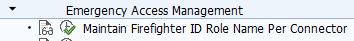 Emergency Access Management
Maintain Firefighter ID Role Name Per Connector